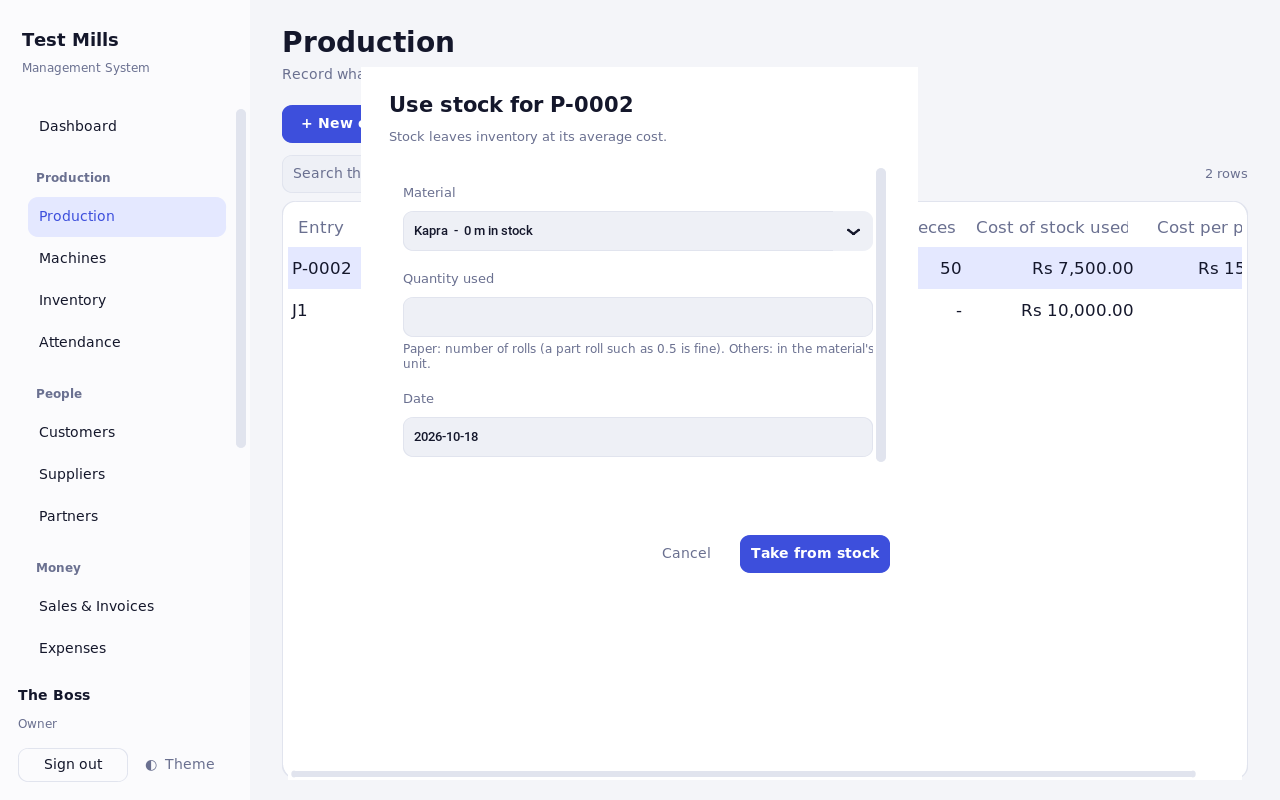 Test Mills
Management System
Dashboard
Production
Production
Machines
Inventory
Attendance
People
Customers
Suppliers
Partners
Money
Sales & Invoices
Expenses
The Boss
Owner
Sign out
◐ Theme
Production
Record wha
+ New
Search th
2 rows
Entry
eces
Cost of stock used
Cost per p
P-0002
50
Rs 7,500.00
Rs 15
J1
-
Rs 10,000.00
Use stock for P-0002
Stock leaves inventory at its average cost.
Material
Kapra - 0 m in stock
Quantity used
Paper: number of rolls (a part roll such as 0.5 is fine). Others: in the material's
unit.
Date
2026-10-18
Cancel
Take from stock